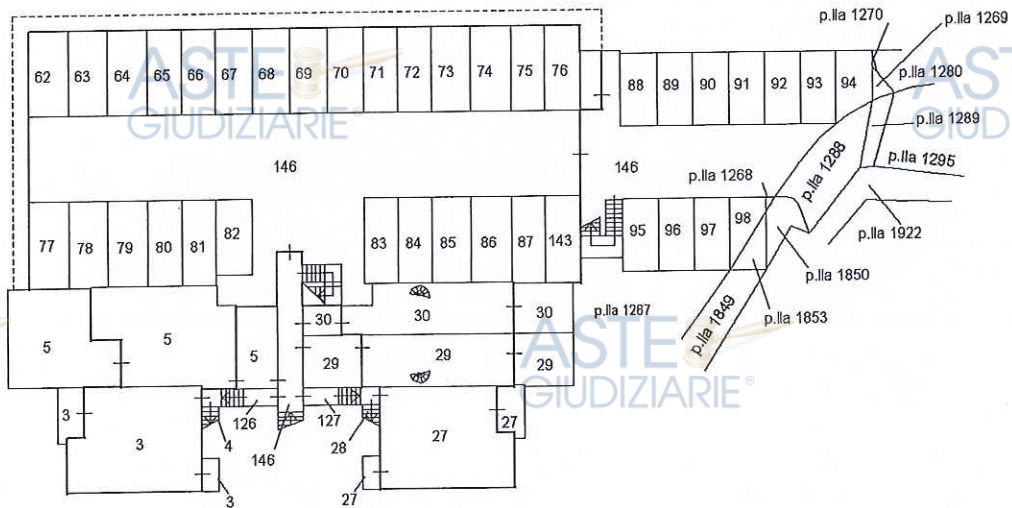 p.lla 1270
p.lla 1269
62 63 64 65 66 67 68 69 70 71 72 73 74 75 76
88 89 90 91 92 93 94
p.lla 1280
ASTE
GIUDIZIARIE®
AST
GIUD
p.lla 1289
146
146
p.lla 1288
p.lla 1295
p.lla 1268
77 78 79 80 81 82
83 84 85 86 87 143
95 96 97 98
p.lla 1922
p.lla 1850
p.lla 1849
p.lla 1853
30 30 30
p.lla 1267
5 5 5
29 29 29
ASTE
GIUDIZIARIE®
3
126
127
27
3
4
146
28
27
3
27